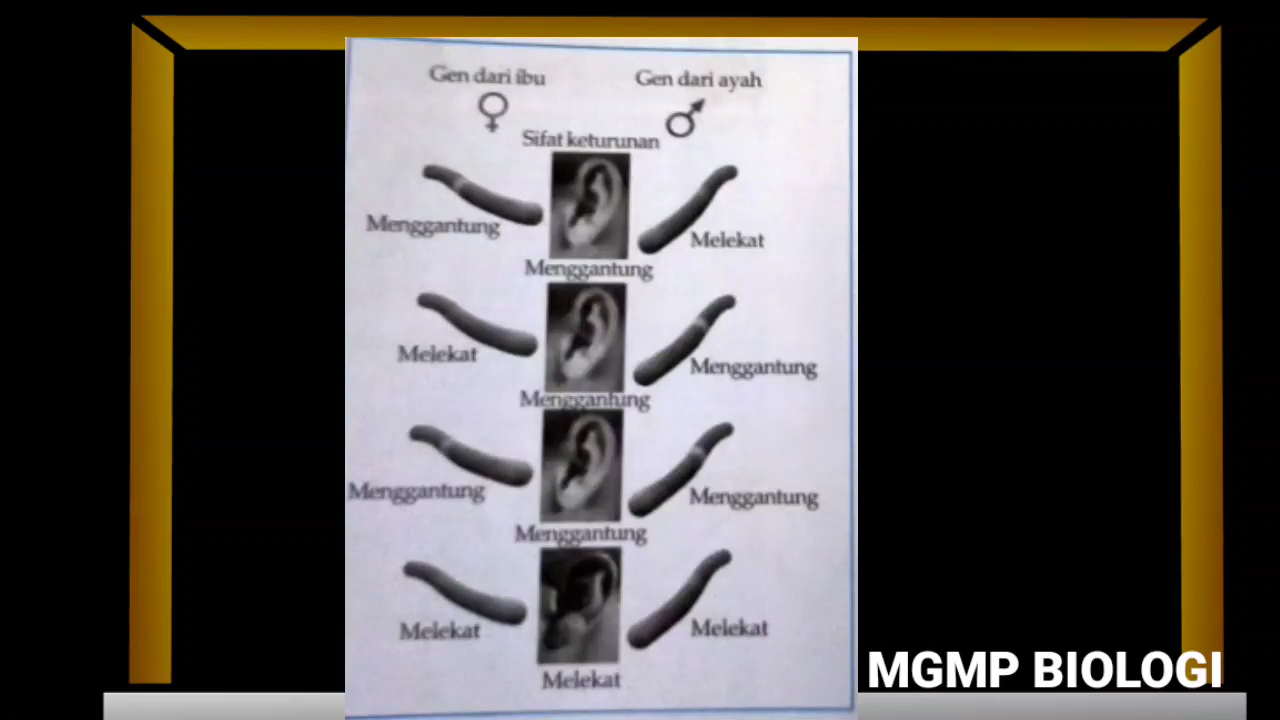 Gen dari ibu
Gen dari ayah
Sifat keturunan
Menggantung
Melekat
Menggantung
Melekat
Menggantung
Menggantung
Menggantung
Menggantung
Menggantung
Melekat
Melekat
Melekat
MGMP BIOLOGI